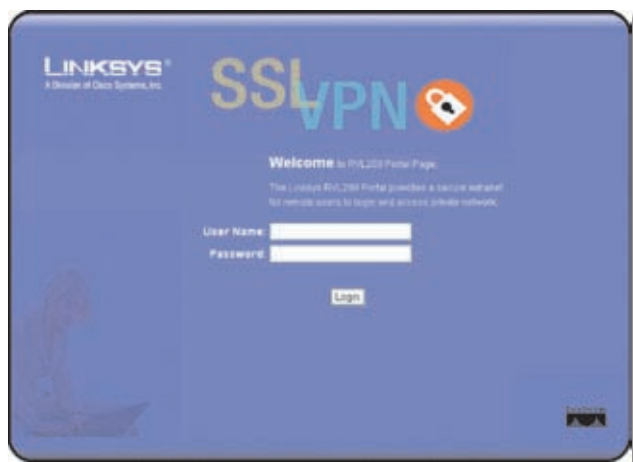 LINKSYS®
A Division of Cisco Systems, Inc.
SSL VPN
Welcome to RVL200 Portal Page.
The Linksys RVL200 Portal provides a secure extranet
for remote users to login and access private network.
User Name:
Password:
Login